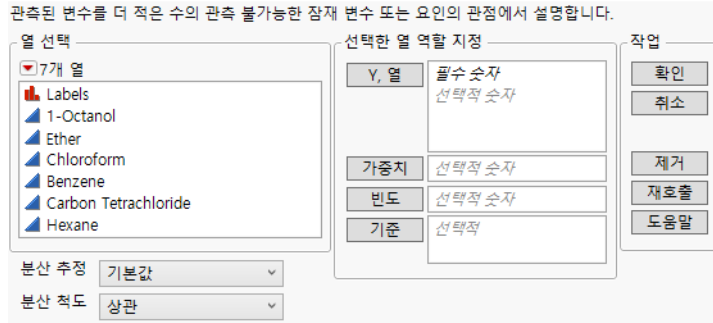 관측된 변수를 더 적은 수의 관측 불가능한 잠재 변수 또는 요인의 관점에서 설명합니다.
열 선택
7개 열
Labels
1-Octanol
Ether
Chloroform
Benzene
Carbon Tetrachloride
Hexane
분산 추정 기본값
분산 척도 상관
선택한 열 역할 지정
Y, 열 필수 숫자
선택적 숫자
가중치 선택적 숫자
빈도 선택적 숫자
기준 선택적
작업
확인
취소
제거
재호출
도움말